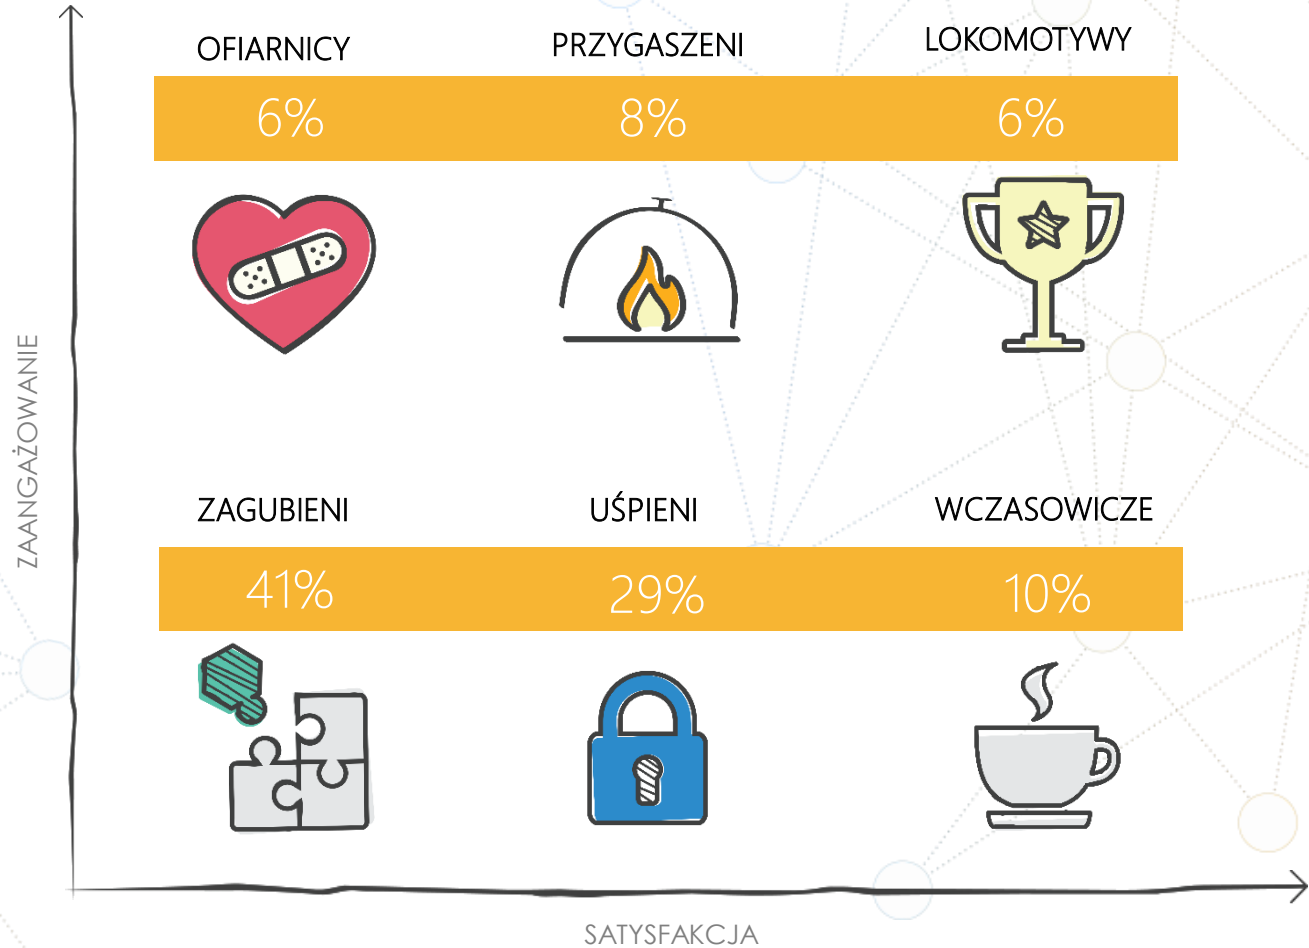 OFIARNICY PRZYGASZENI LOKOMOTYWY
6% 8% 6%
ZAANGAŻOWANIE
ZAGUBIENI UŚPIENI WCZASOWICZE
41% 29% 10%
SATYSFAKCJA